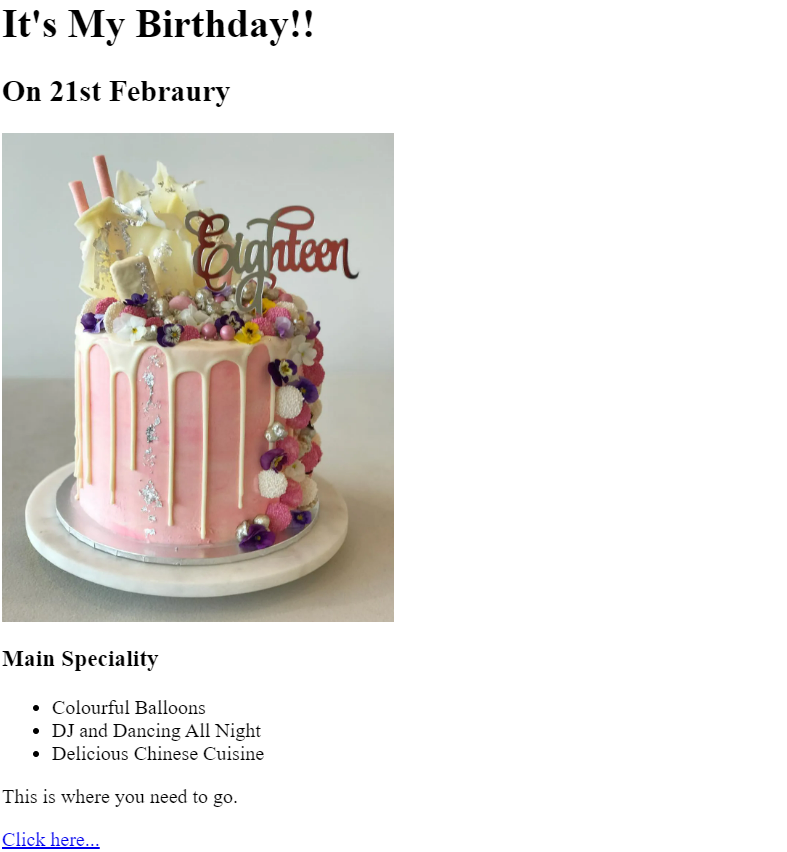 It's My Birthday!!
On 21st Febraury
Eighteen
Main Speciality
Colourful Balloons
DJ and Dancing All Night
Delicious Chinese Cuisine
This is where you need to go.
Click here...